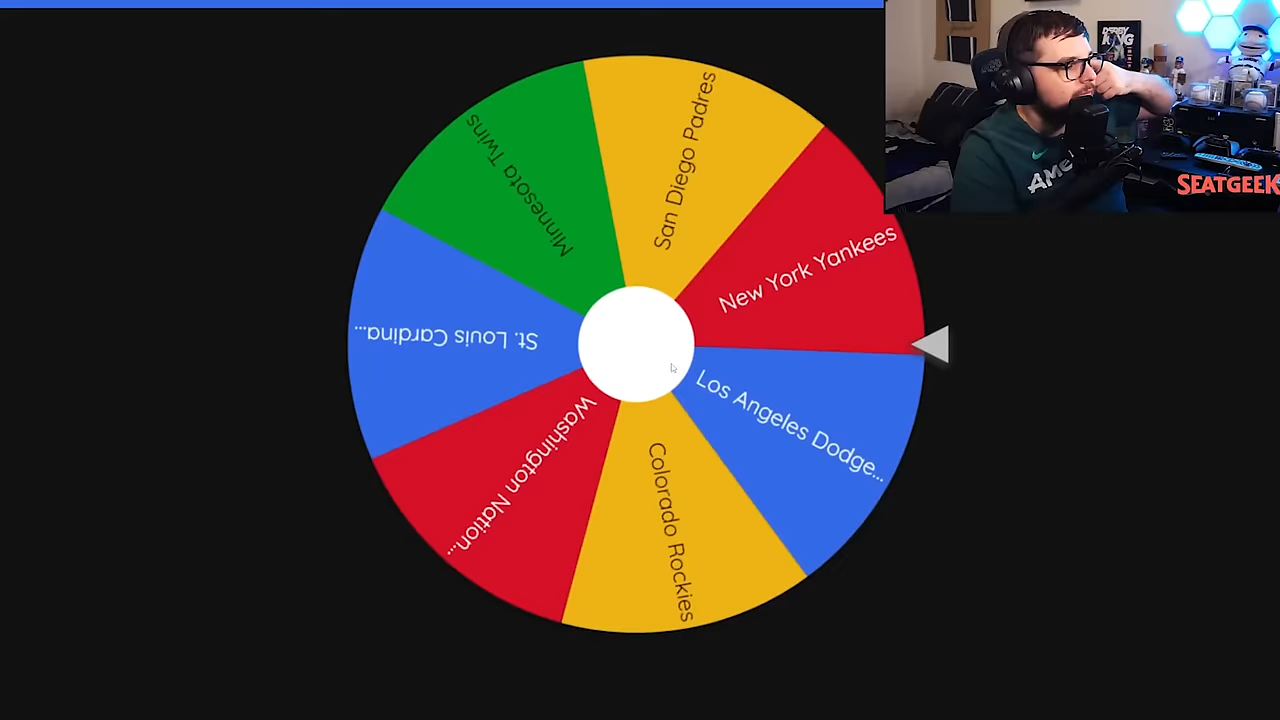 San Diego Padres
New York Yankees
Los Angeles Dodge...
Colorado Rockies
Washington Nation...
St. Louis Cardina...
Minnesota Twins
AME
SEATGEEK